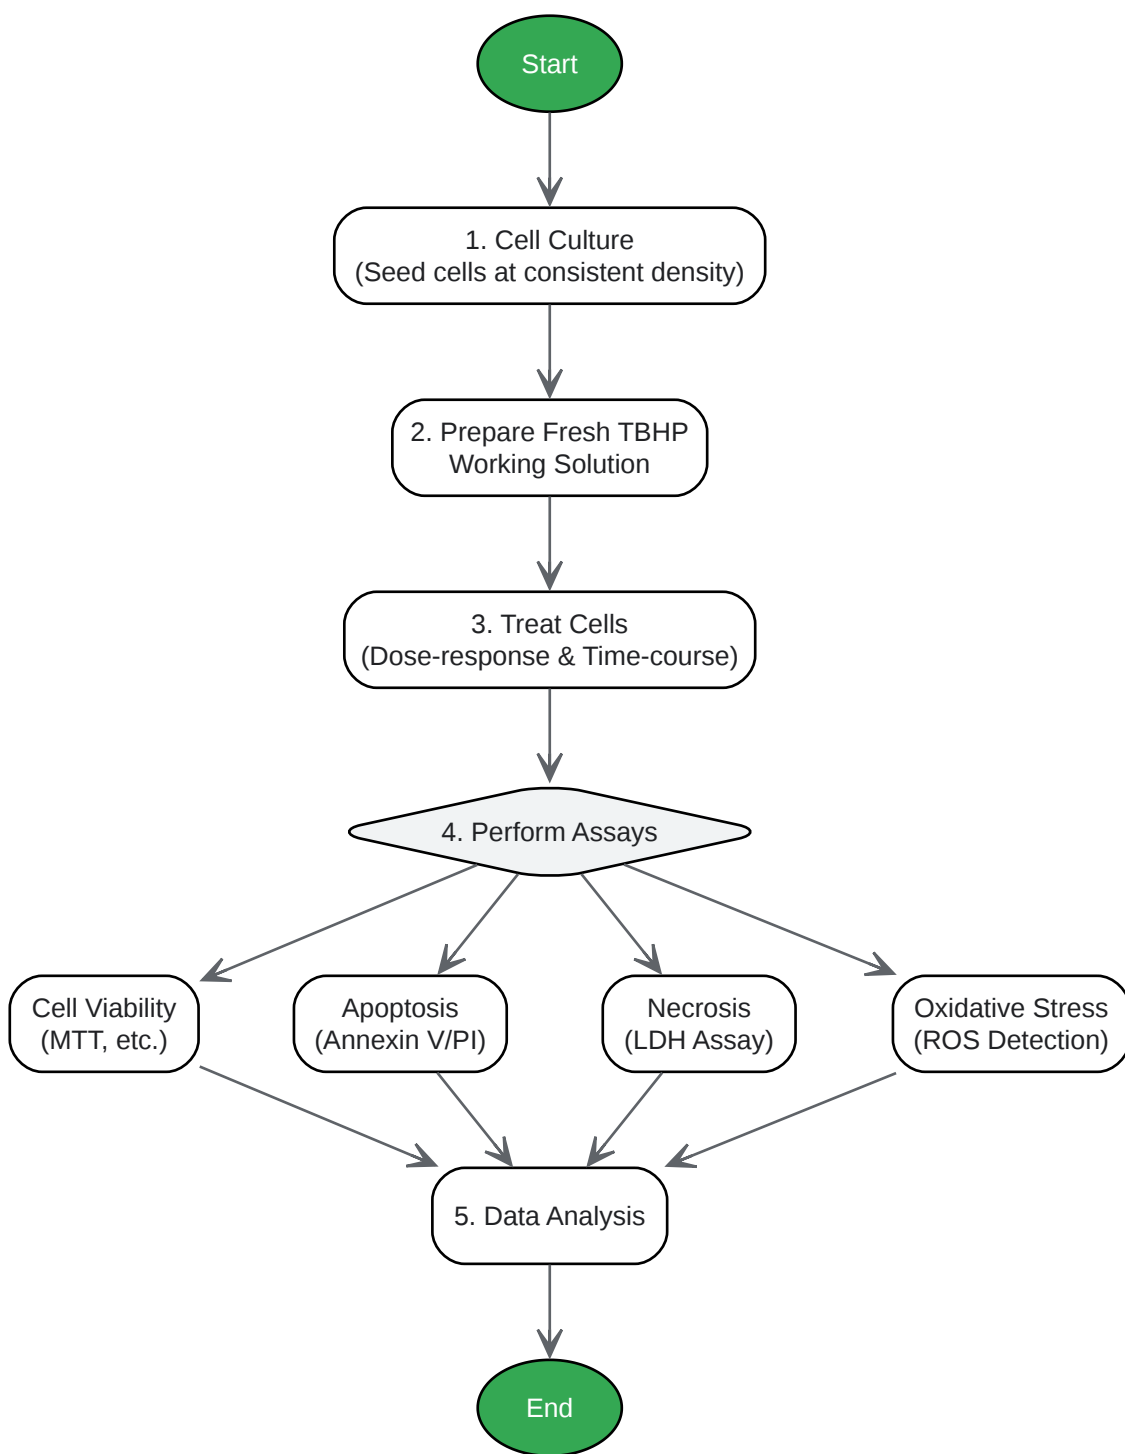 Start
1. Cell Culture
(Seed cells at consistent density)
2. Prepare Fresh TBHP
Working Solution
3. Treat Cells
(Dose-response & Time-course)
4. Perform Assays
Cell Viability
(MTT, etc.)
Apoptosis
(Annexin V/PI)
Necrosis
(LDH Assay)
Oxidative Stress
(ROS Detection)
5. Data Analysis
End